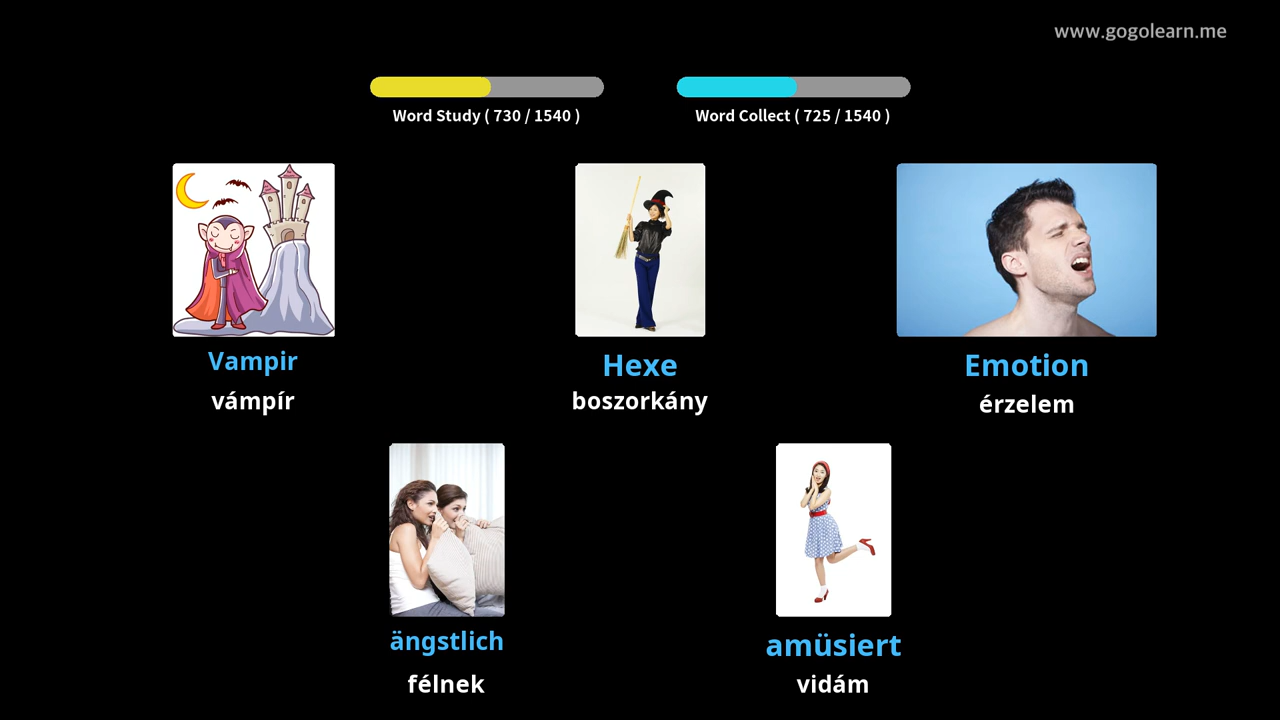 www.gogolearn.me
Word Study ( 730 / 1540 )
Word Collect ( 725 / 1540 )
Vampir
vámpír
Hexe
boszorkány
Emotion
érzelem
ängstlich
félnek
amüsiert
vidám